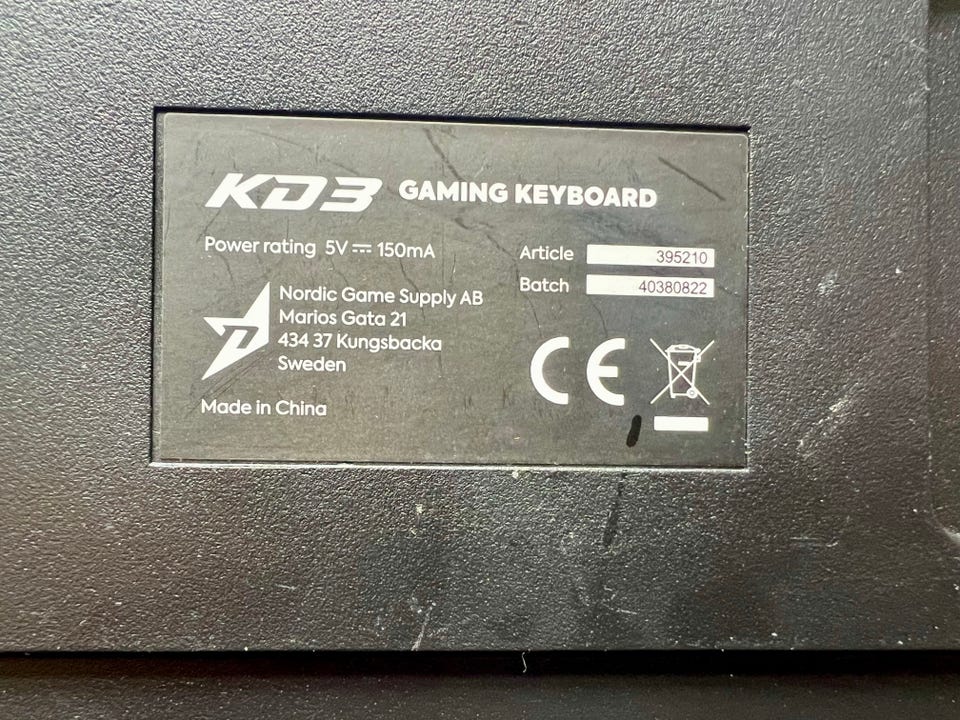 KD3 GAMING KEYBOARD
Power rating 5V ⎓ 150mA
Article 395210
Batch 40380822
Nordic Game Supply AB
Marios Gata 21
434 37 Kungsbacka
Sweden
Made in China
CE